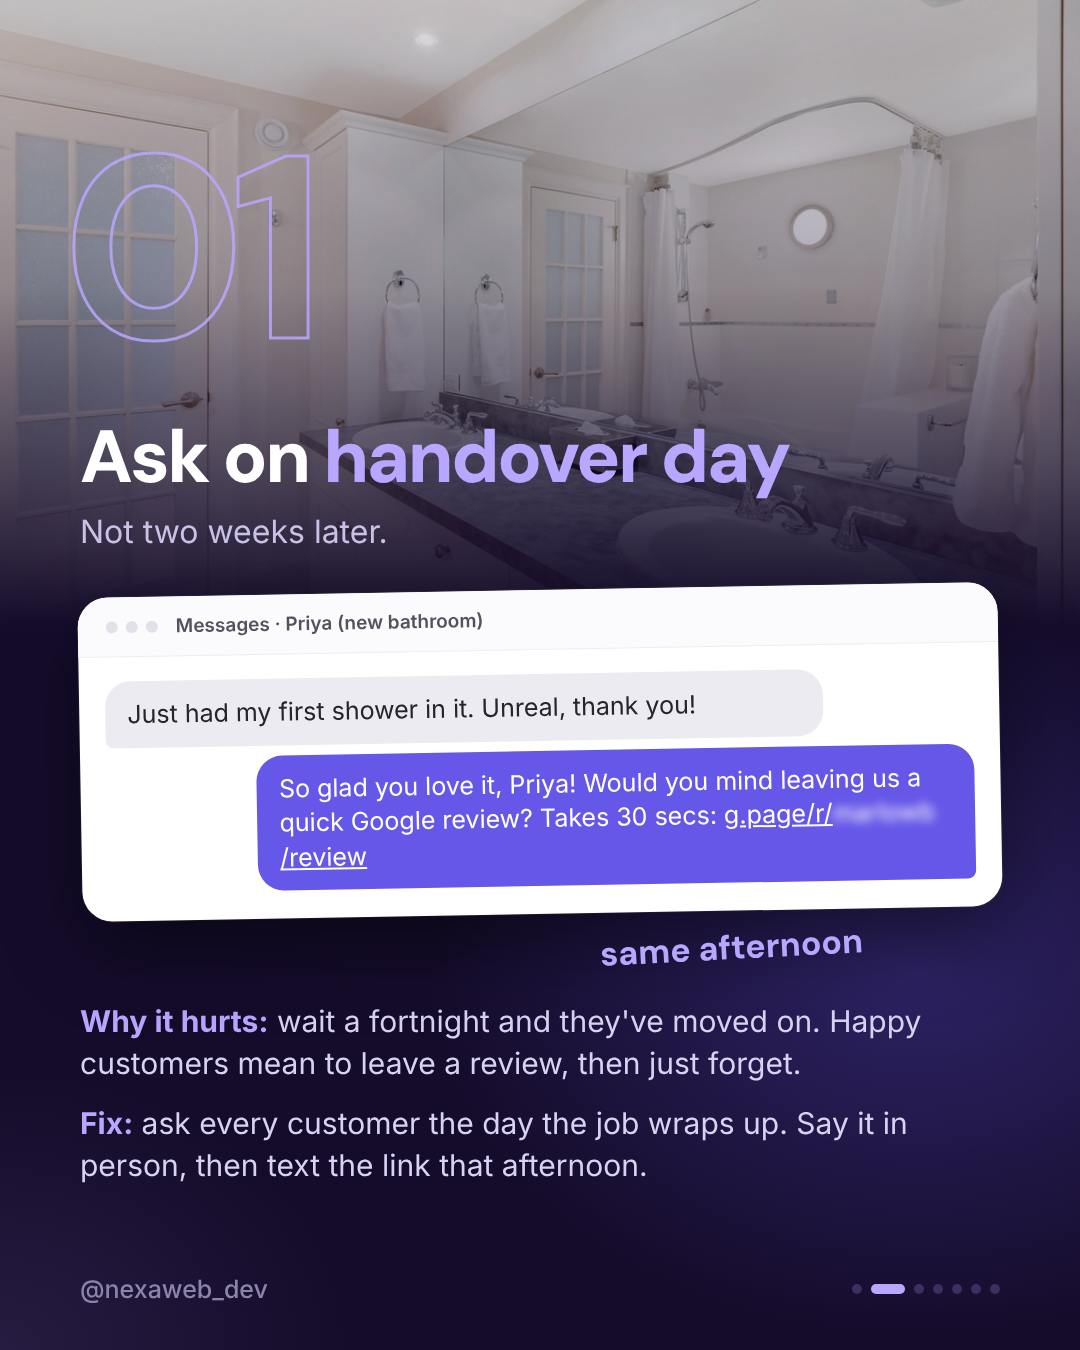 01
Ask on handover day
Not two weeks later.
Messages · Priya (new bathroom)
Just had my first shower in it. Unreal, thank you!
So glad you love it, Priya! Would you mind leaving us a
quick Google review? Takes 30 secs: g.page/r/
/review
same afternoon
Why it hurts: wait a fortnight and they've moved on. Happy
customers mean to leave a review, then just forget.
Fix: ask every customer the day the job wraps up. Say it in
person, then text the link that afternoon.
@nexaweb_dev